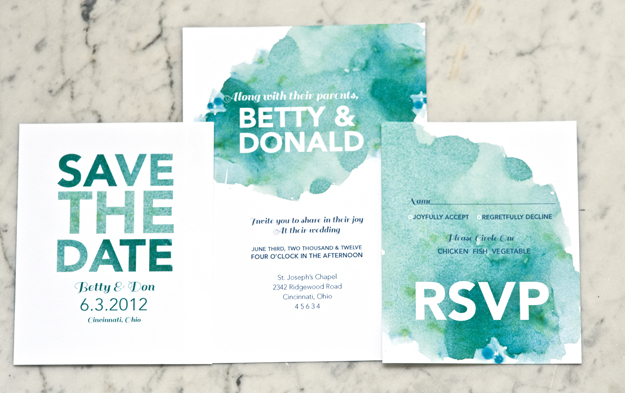 SAVE
THE
DATE
Betty & Don
6.3.2012
Cincinnati, Ohio
Along with their parents,
BETTY &
DONALD
Invite you to share in their joy
At their wedding
JUNE THIRD, TWO THOUSAND & TWELVE
FOUR O'CLOCK IN THE AFTERNOON
St. Joseph's Chapel
2342 Ridgewood Road
Cincinnati, Ohio
45634
Name
JOYFULLY ACCEPT REGRETFULLY DECLINE
Please Circle One
CHICKEN FISH VEGETABLE
RSVP